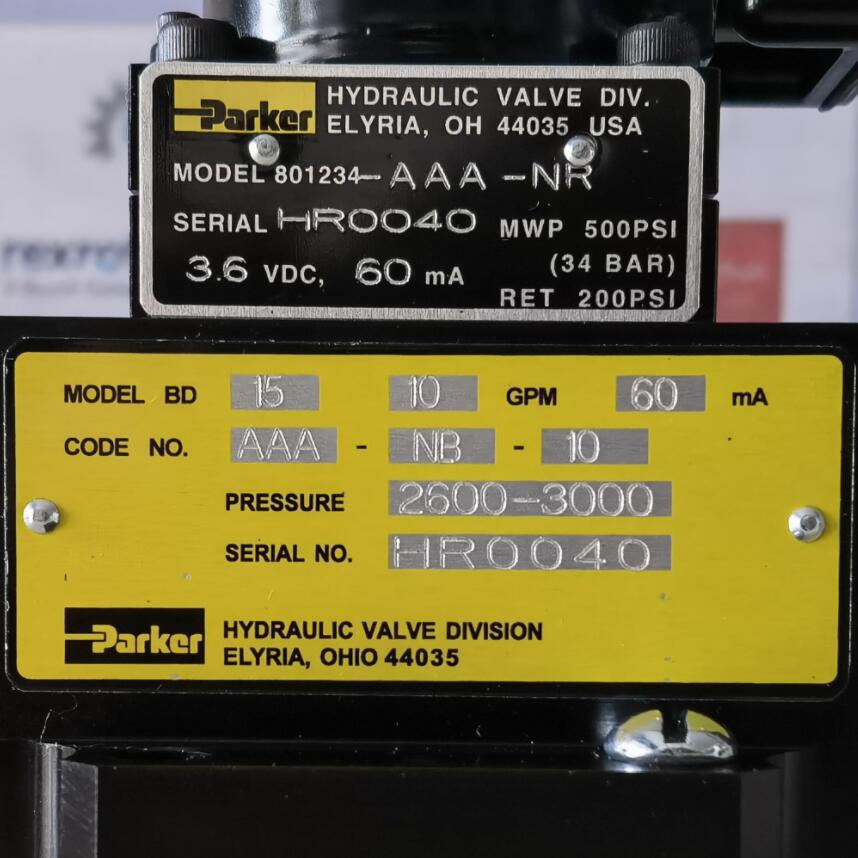 Parker HYDRAULIC VALVE DIV.
ELYRIA, OH 44035 USA
MODEL 801234-AAA-NR
SERIAL HR0040 MWP 500PSI
3.6 VDC, 60 mA (34 BAR)
RET 200PSI
MODEL BD 15 10 GPM 60 mA
CODE NO. AAA - NB - 10
PRESSURE 2600-3000
SERIAL NO. HR0040
Parker HYDRAULIC VALVE DIVISION
ELYRIA, OHIO 44035